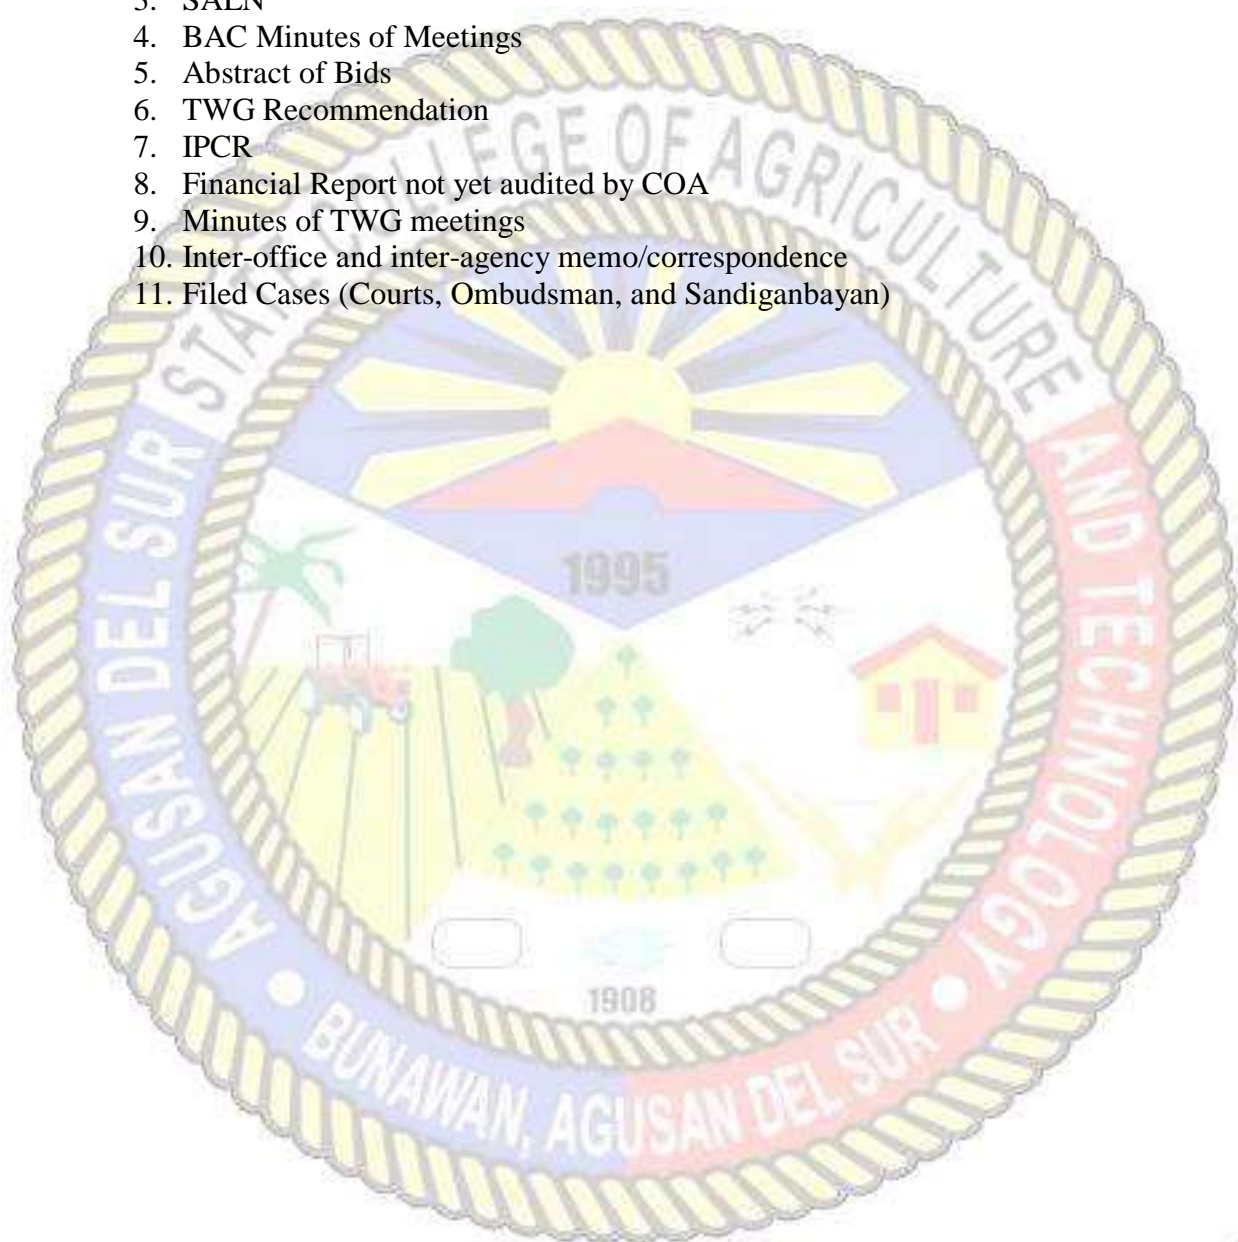 3. SALN
4. BAC Minutes of Meetings
5. Abstract of Bids
6. TWG Recommendation
7. IPCR
8. Financial Report not yet audited by COA
9. Minutes of TWG meetings
10. Inter-office and inter-agency memo/correspondence
11. Filed Cases (Courts, Ombudsman, and Sandiganbayan)
AGUSAN DEL SUR STATE COLLEGE OF AGRICULTURE AND TECHNOLOGY
1995
1908
BUNAWAN, AGUSAN DEL SUR